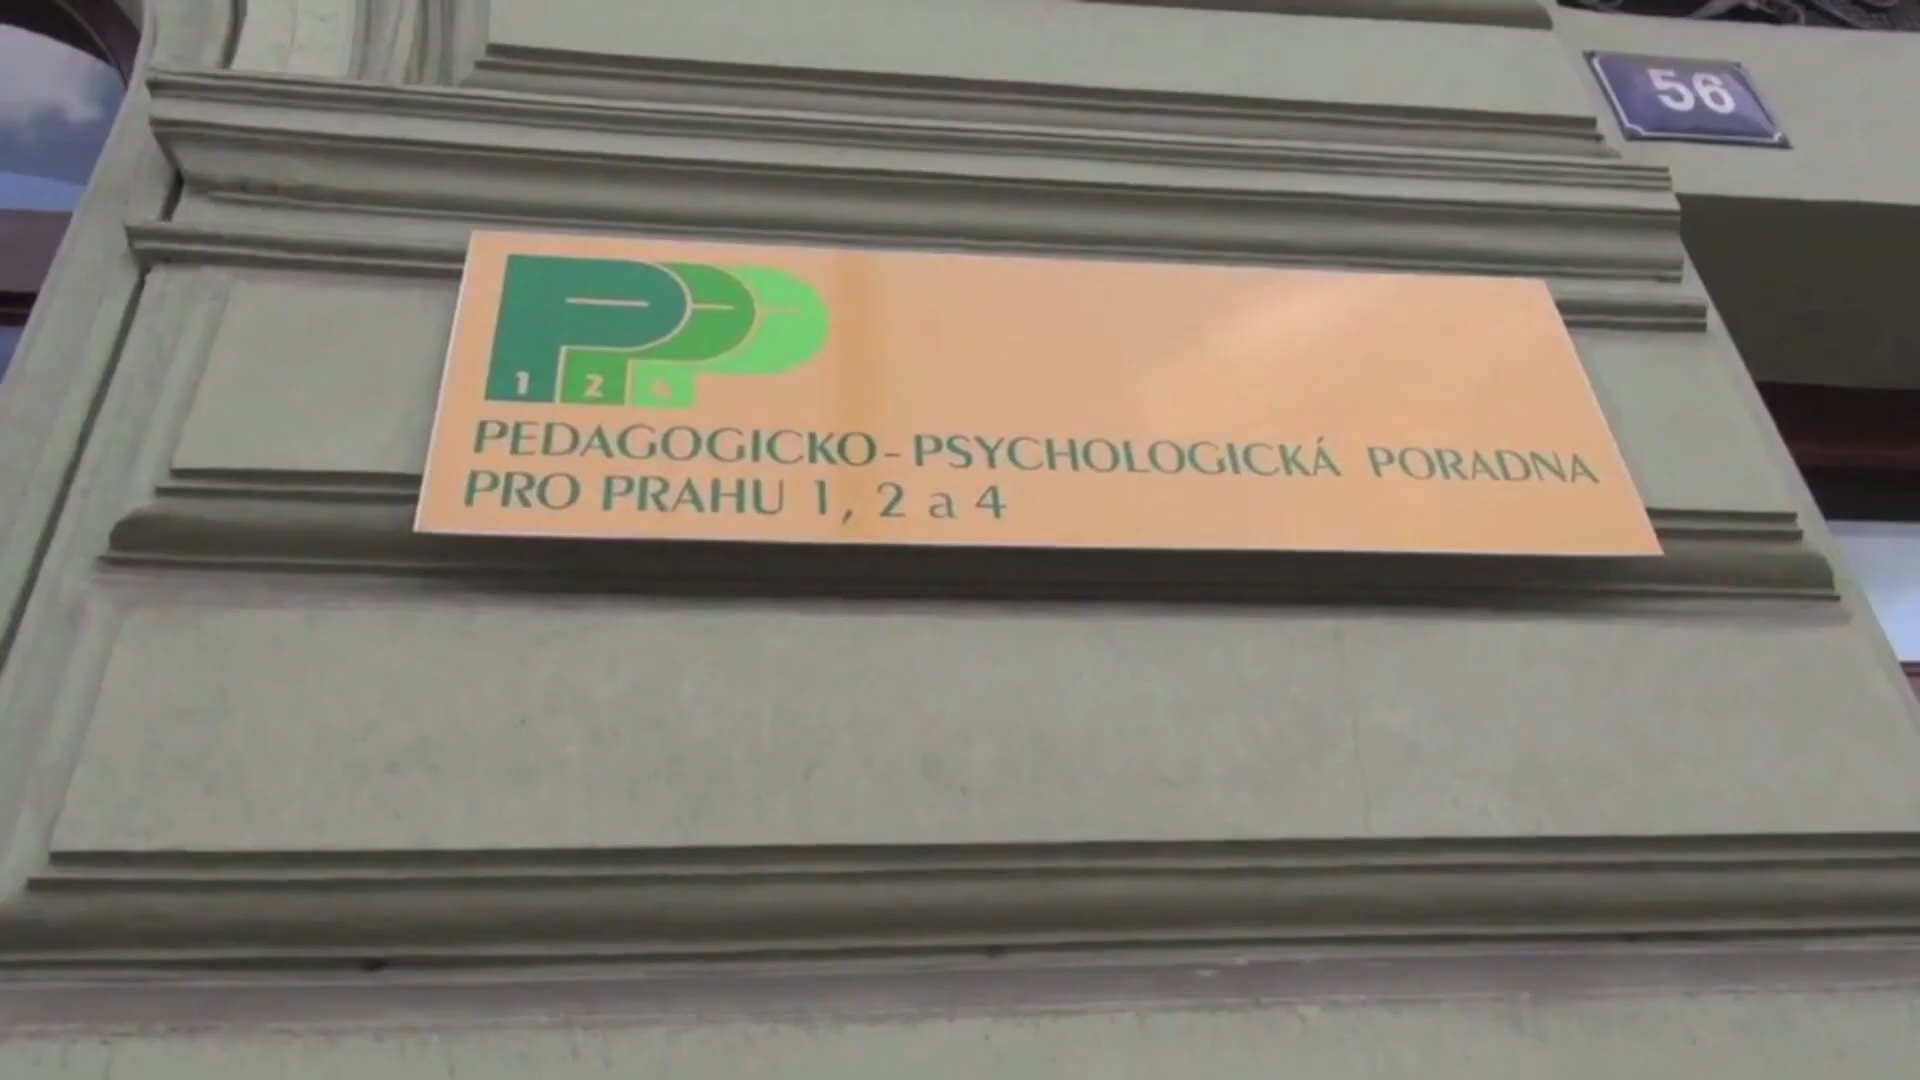 56
PPP
1 2 4
PEDAGOGICKO-PSYCHOLOGICKÁ PORADNA
PRO PRAHU 1, 2 a 4